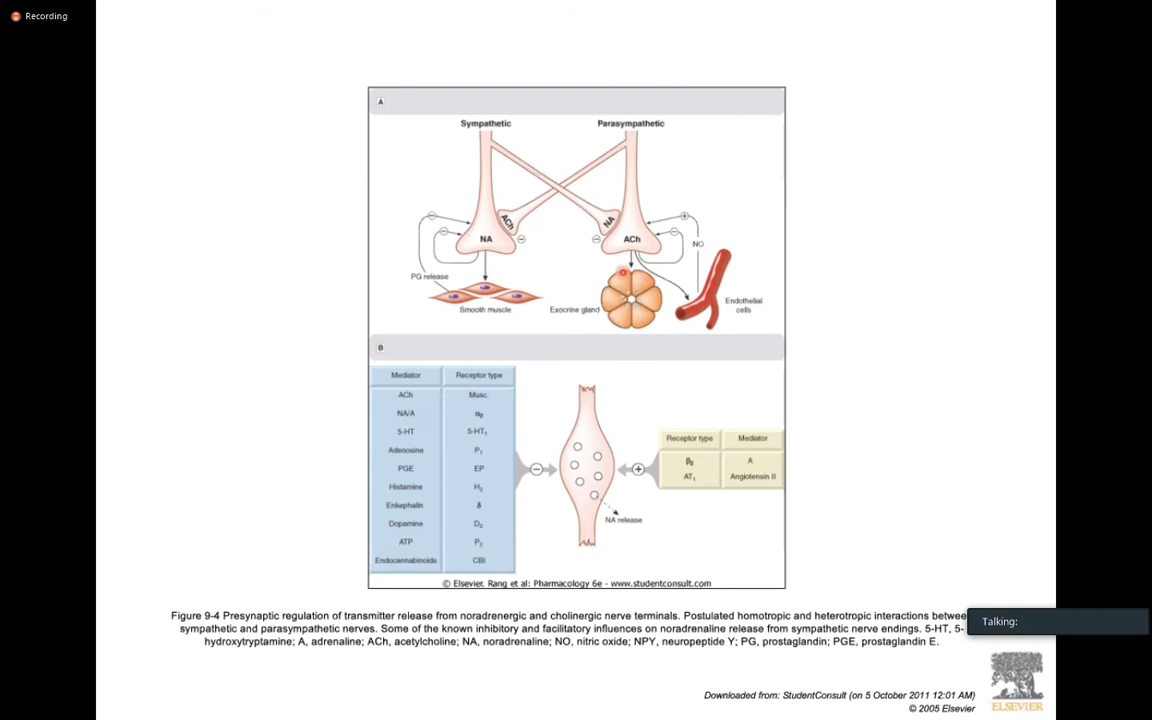 Recording
A
Sympathetic
Parasympathetic
ACh
NA
NA
ACh
NO
PG release
Smooth muscle
Exocrine gland
Endothelial
cells
B
Mediator Receptor type
ACh Musc.
NA/A α2
5-HT 5-HT1
Adenosine P1
PGE EP
Histamine H2
Enkephalin δ
Dopamine D2
ATP P2
Endocannabinoids CBI
NA release
Receptor type Mediator
β2 A
AT1 Angiotensin II
© Elsevier. Rang et al: Pharmacology 6e - www.studentconsult.com
Figure 9-4 Presynaptic regulation of transmitter release from noradrenergic and cholinergic nerve terminals. Postulated homotropic and heterotropic interactions betwee
sympathetic and parasympathetic nerves. Some of the known inhibitory and facilitatory influences on noradrenaline release from sympathetic nerve endings. 5-HT, 5-
hydroxytryptamine; A, adrenaline; ACh, acetylcholine; NA, noradrenaline; NO, nitric oxide; NPY, neuropeptide Y; PG, prostaglandin; PGE, prostaglandin E.
Talking:
Downloaded from: StudentConsult (on 5 October 2011 12:01 AM)
© 2005 Elsevier
ELSEVIER